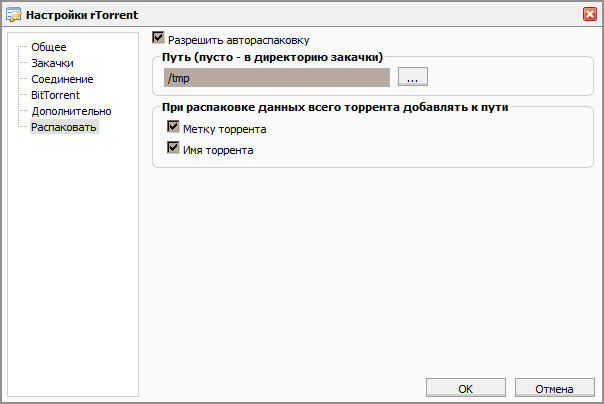 Настройки rTorrent
Общее
Закачки
Соединение
BitTorrent
Дополнительно
Распаковать
Разрешить автораспаковку
Путь (пусто - в директорию закачки)
/tmp
...
При распаковке данных всего торрента добавлять к пути
Метку торрента
Имя торрента
OK
Отмена